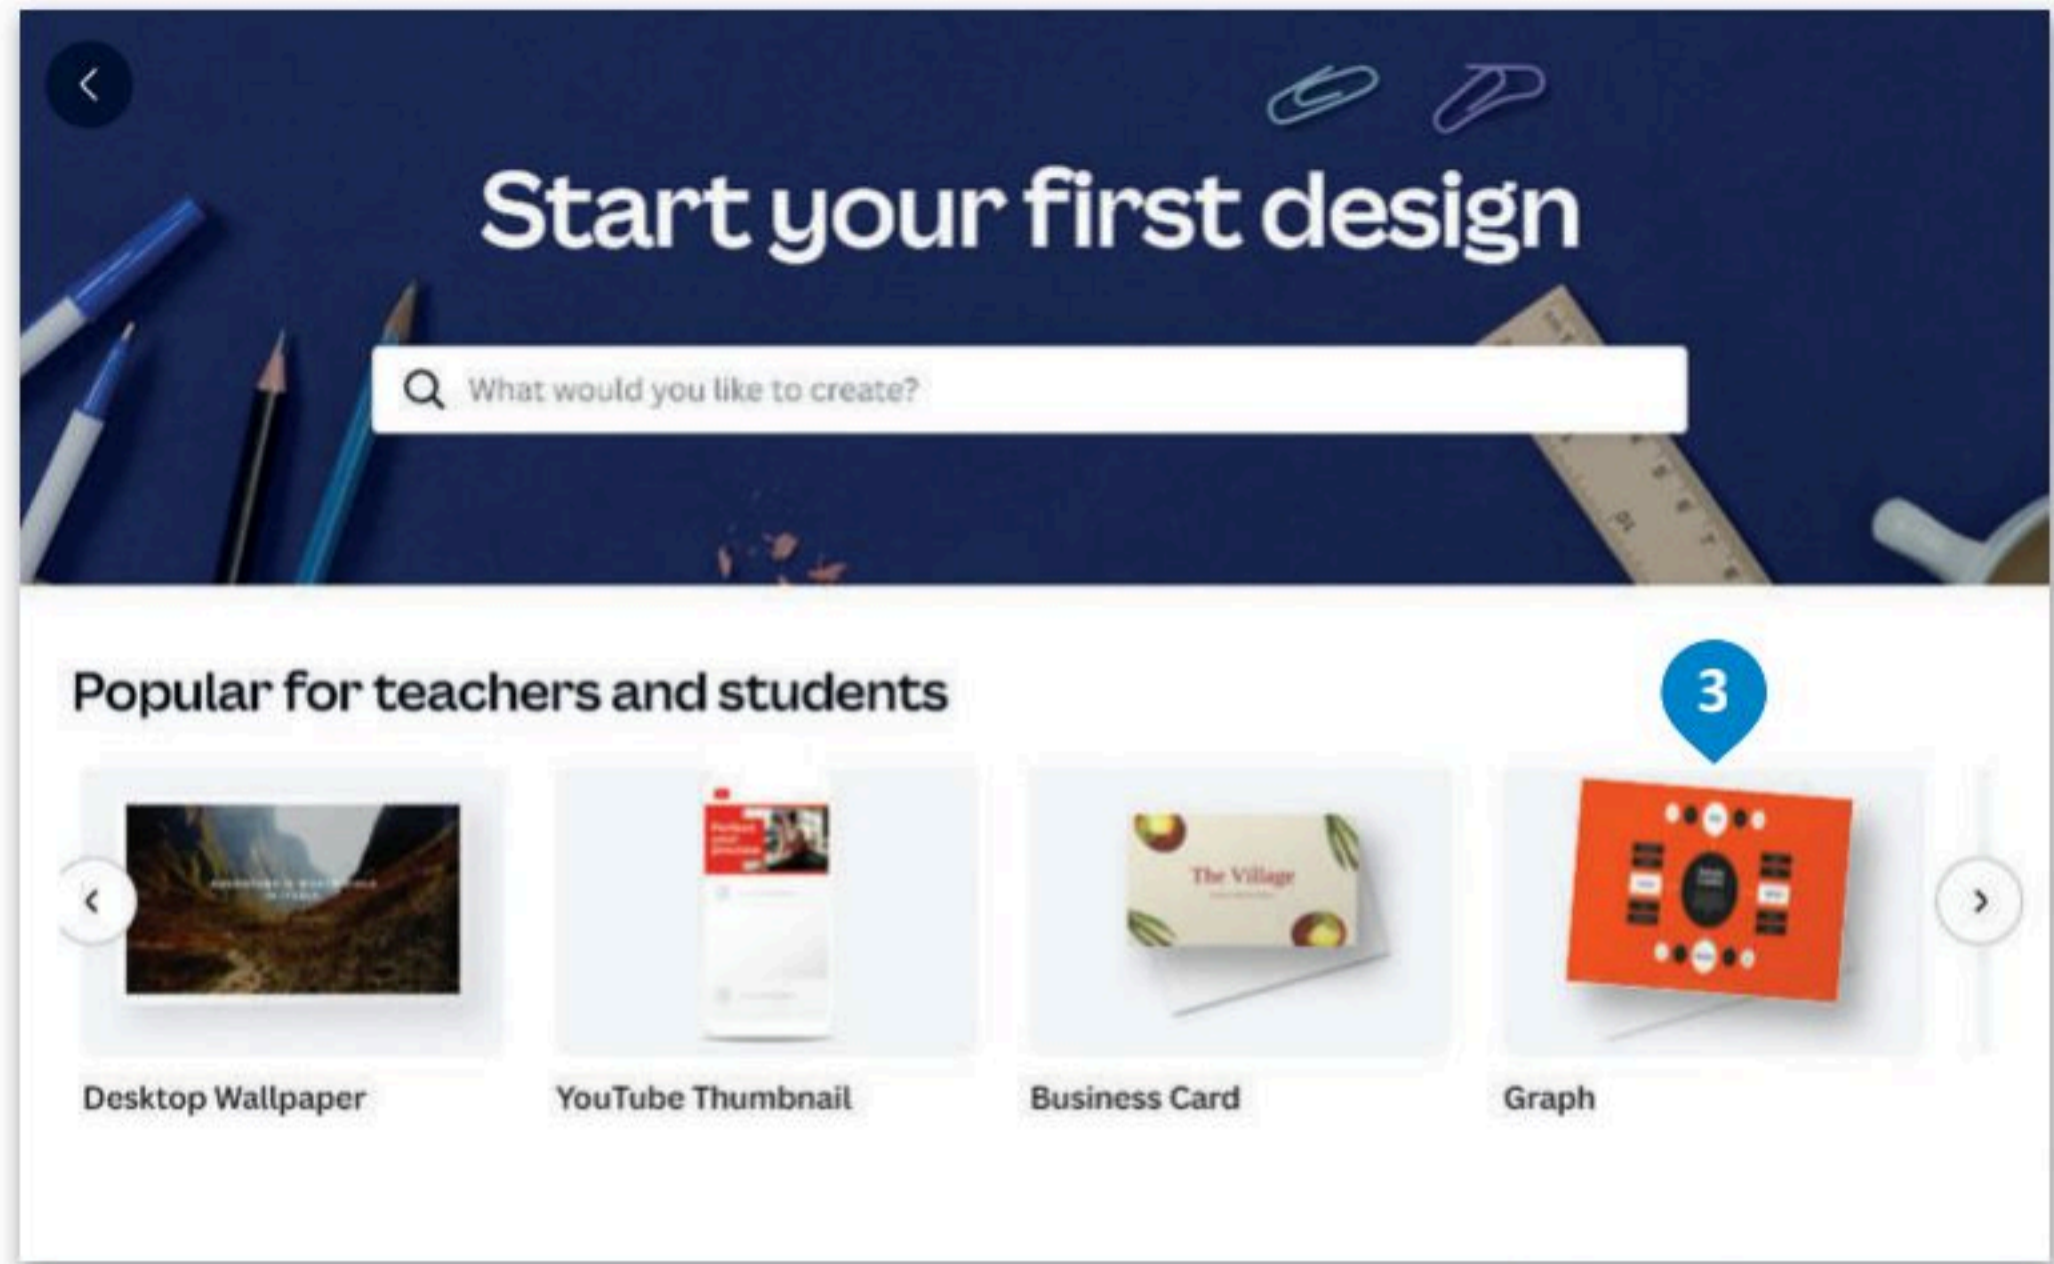 Start your first design
What would you like to create?
Popular for teachers and students
3
The Village
Desktop Wallpaper
YouTube Thumbnail
Business Card
Graph